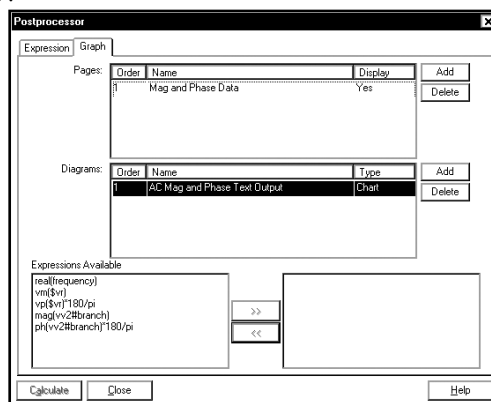 Postprocessor
Expression Graph
Pages: Order Name Display Add
1 Mag and Phase Data Yes Delete
Diagrams: Order Name Type Add
1 AC Mag and Phase Text Output Chart Delete
Expressions Available
real(frequency)
vm($vr)
vp($vr)*180/pi
mag(vv2#branch)
ph(vv2#branch)*180/pi
>>
<<
Calculate Close Help